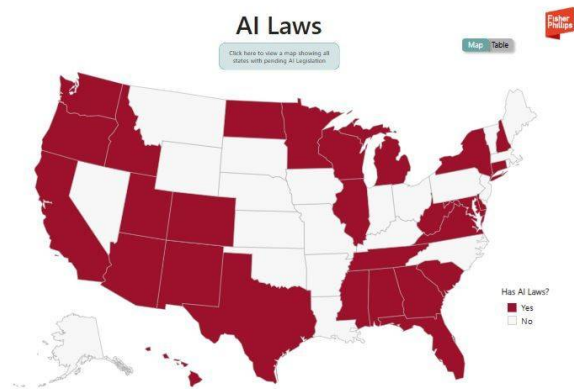 AI Laws
Click here to view a map showing all
states with pending AI Legislation
Map Table
Fisher
Phillips
Has AI Laws?
Yes
No